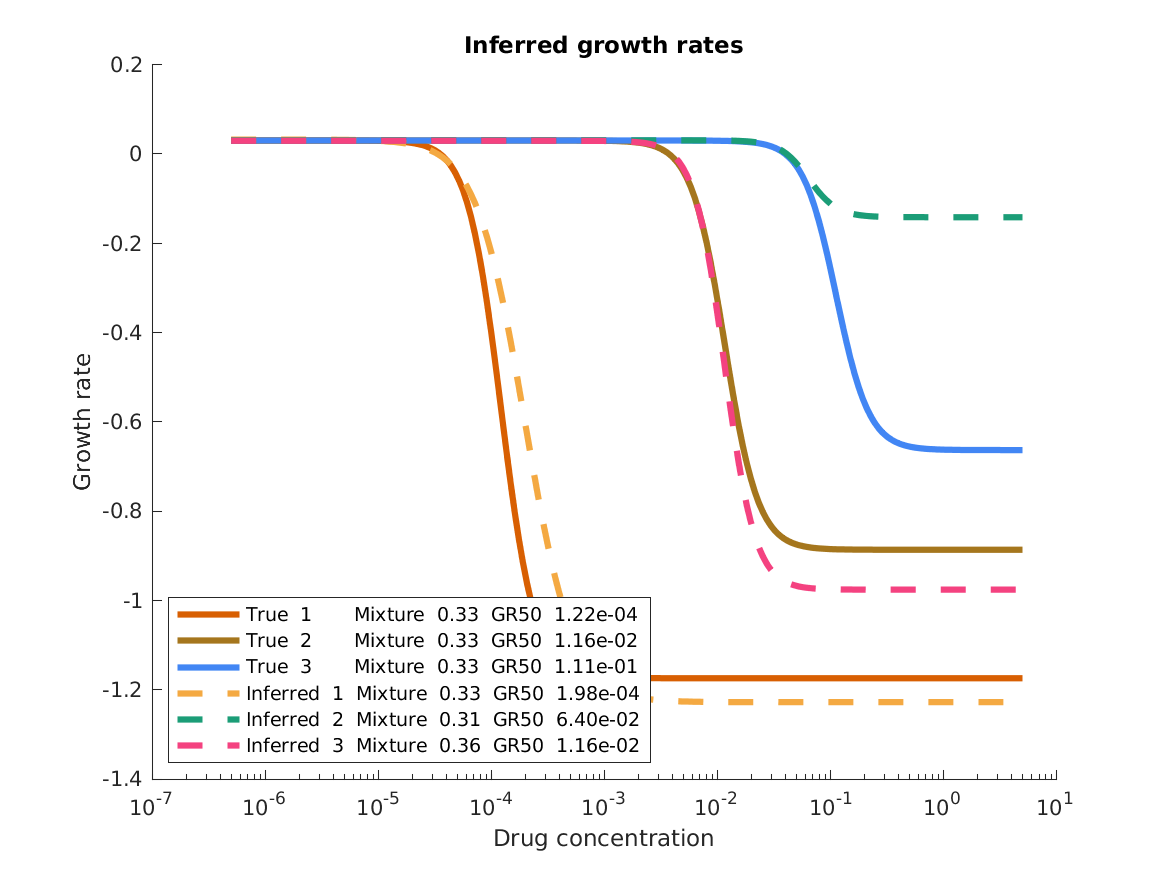 Inferred growth rates
0.2
0
-0.2
-0.4
-0.6
-0.8
-1
-1.2
-1.4
Growth rate
True 1 Mixture 0.33 GR50 1.22e-04
True 2 Mixture 0.33 GR50 1.16e-02
True 3 Mixture 0.33 GR50 1.11e-01
Inferred 1 Mixture 0.33 GR50 1.98e-04
Inferred 2 Mixture 0.31 GR50 6.40e-02
Inferred 3 Mixture 0.36 GR50 1.16e-02
10^-7 10^-6 10^-5 10^-4 10^-3 10^-2 10^-1 10^0 10^1
Drug concentration